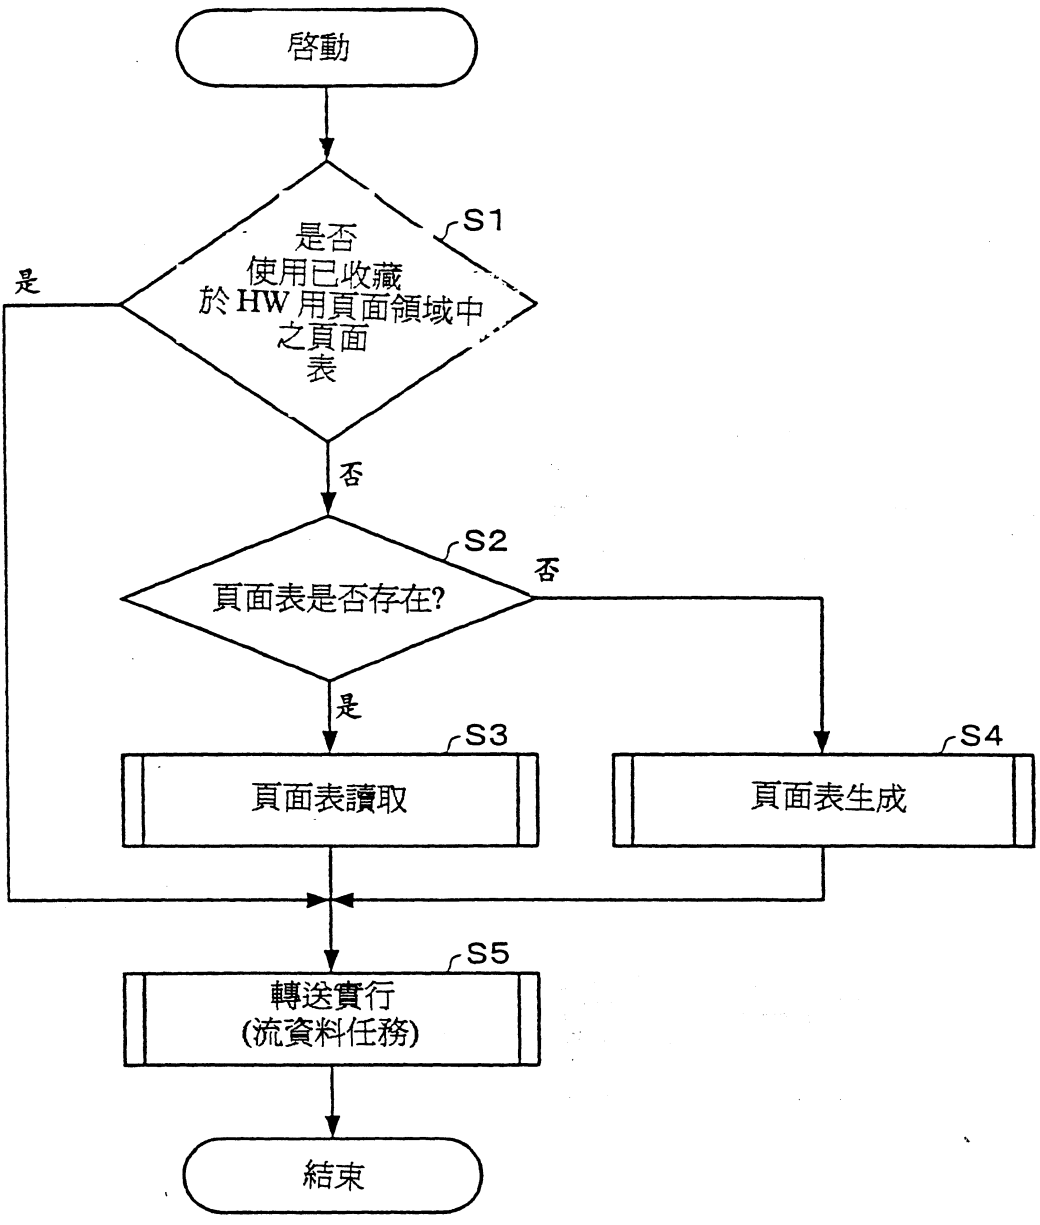 啓動
S1
是否
使用已收藏
於 HW 用頁面領域中
之頁面
表
是
否
S2
頁面表是否存在?
否
是
S3
頁面表讀取
S4
頁面表生成
S5
轉送實行
(流資料任務)
結束